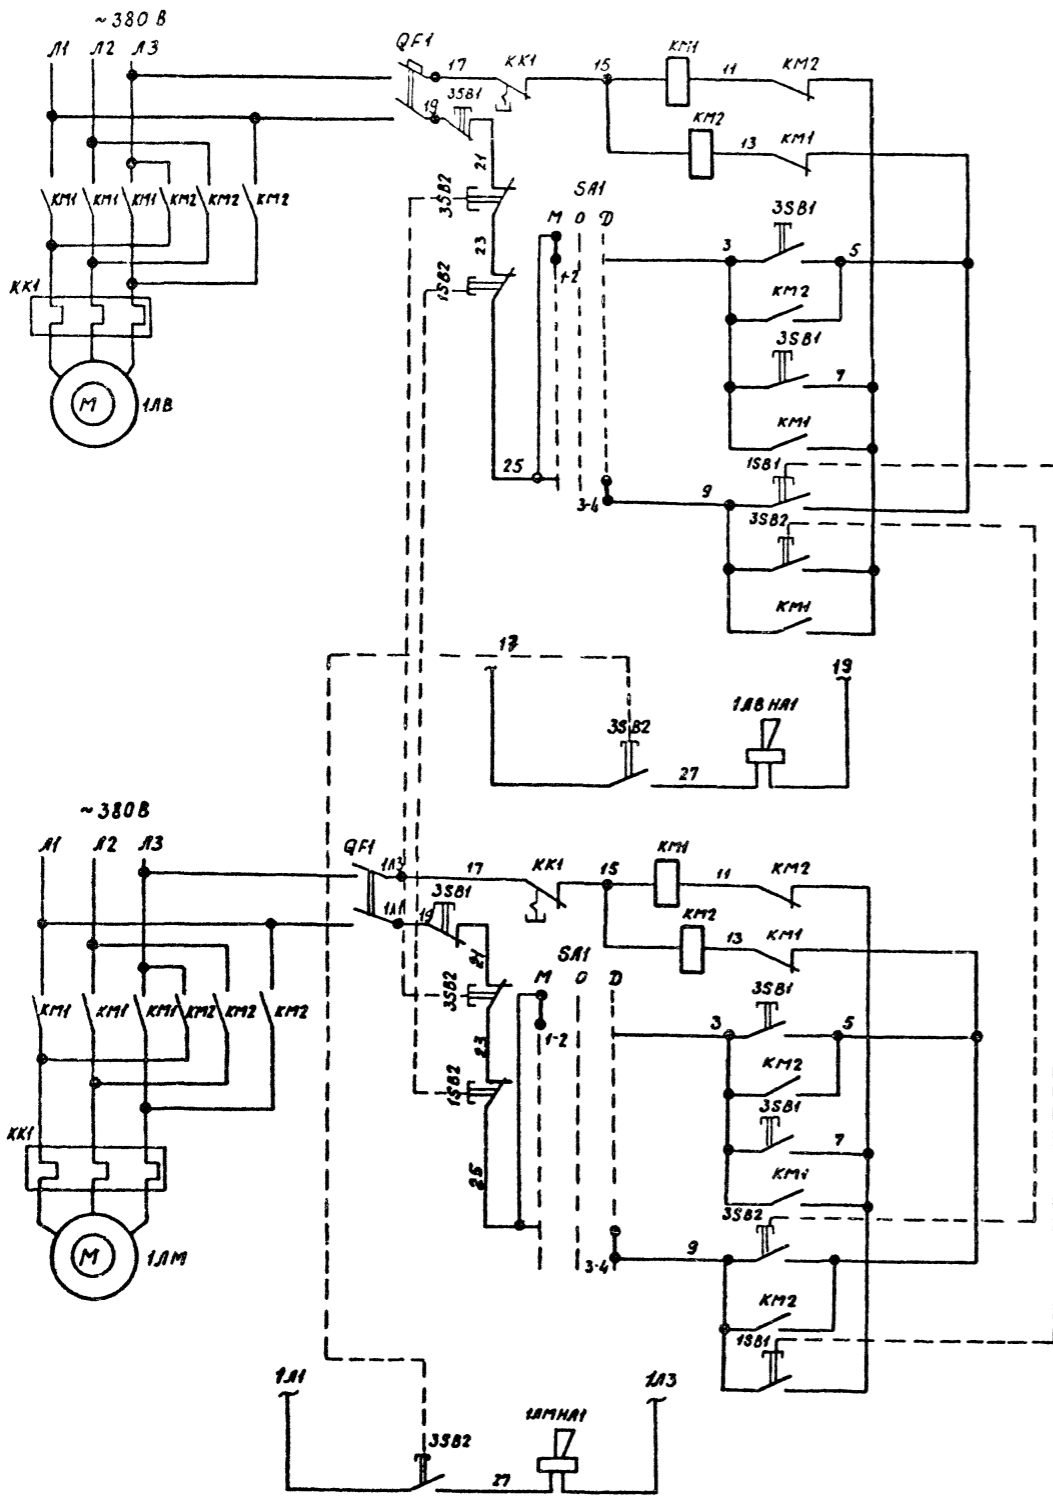 ~380 В
Л1 Л2 Л3
QF1 17 КК1 15 КМ1 11 КМ2
19 3SB1 КМ2 13 КМ1
21
3SB2 SA1
М О D
КМ1 КМ1 КМ1 КМ2 КМ2 КМ2
23
1SB2 1-2
3SB1
3 5
КМ2
КК1
3SB1
7
М 1ЛВ
КМ1
25 3-4 9
1SB1
3SB2
КМ1
17 19
3SB2 1ЛВ НА1
27
~380 В
Л1 Л2 Л3
QF1 1Л3 17 КК1 15 КМ1 11 КМ2
1Л1 19 3SB1 КМ2 13 КМ1
21
3SB2 SA1
М О D
КМ1 КМ1 КМ1 КМ2 КМ2 КМ2
23
1SB2 1-2
3SB1
3 5
КМ2
КК1
3SB1
7
25
КМ1
М 1ЛМ
3SB2
3-4 9
КМ2
1SB1
1Л1 1Л3
3SB2 1ЛМНА1
27